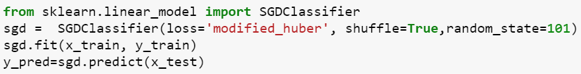 from sklearn.linear_model import SGDClassifier
sgd =  SGDClassifier(loss='modified_huber', shuffle=True,random_state=101)
sgd.fit(x_train, y_train)
y_pred=sgd.predict(x_test)